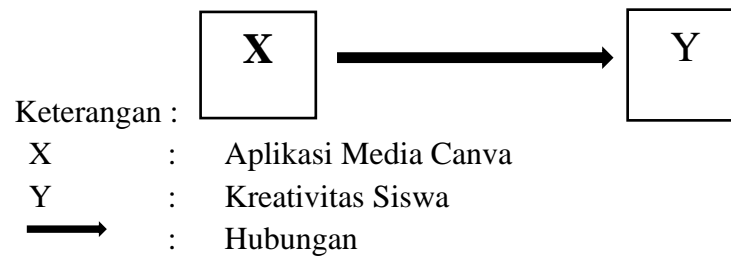 X Y
Keterangan :
X : Aplikasi Media Canva
Y : Kreativitas Siswa
: Hubungan